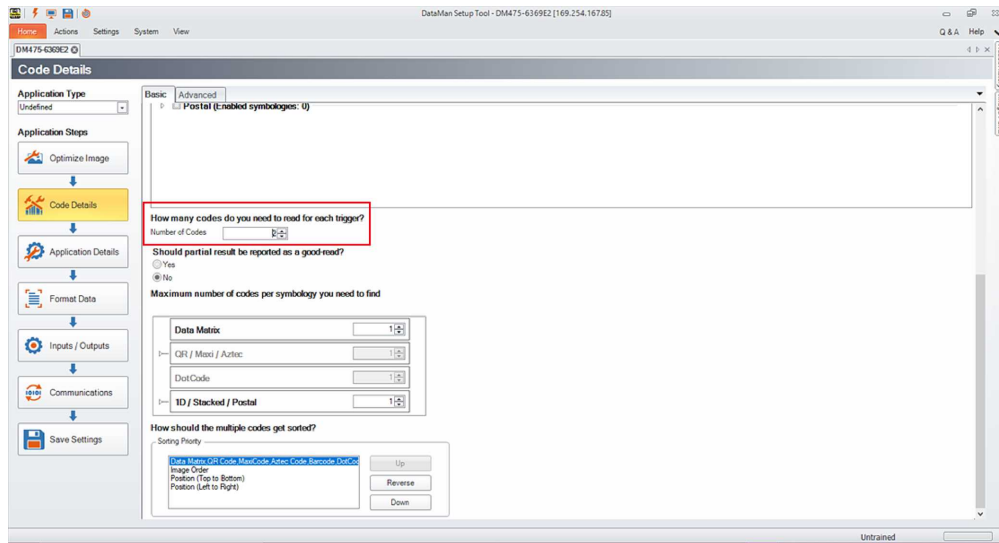 DataMan Setup Tool - DM475-6369E2 [169.254.167.85]
Home Actions Settings System View Q & A Help
DM475-6369E2
Code Details
Application Type
Undefined
Application Steps
Optimize Image
Code Details
Application Details
Format Data
Inputs / Outputs
Communications
Save Settings
Basic Advanced
Postal (Enabled symbologies: 0)
How many codes do you need to read for each trigger?
Number of Codes 2
Should partial result be reported as a good-read?
Yes
No
Maximum number of codes per symbology you need to find
Data Matrix 1
QR / Maxi / Aztec 1
DotCode 1
1D / Stacked / Postal 1
How should the multiple codes get sorted?
Sorting Priority
Data Matrix,QR Code,MaxiCode,Aztec Code,Barcode,DotCod
Image Order
Position (Top to Bottom)
Position (Left to Right)
Up
Reverse
Down
Untrained